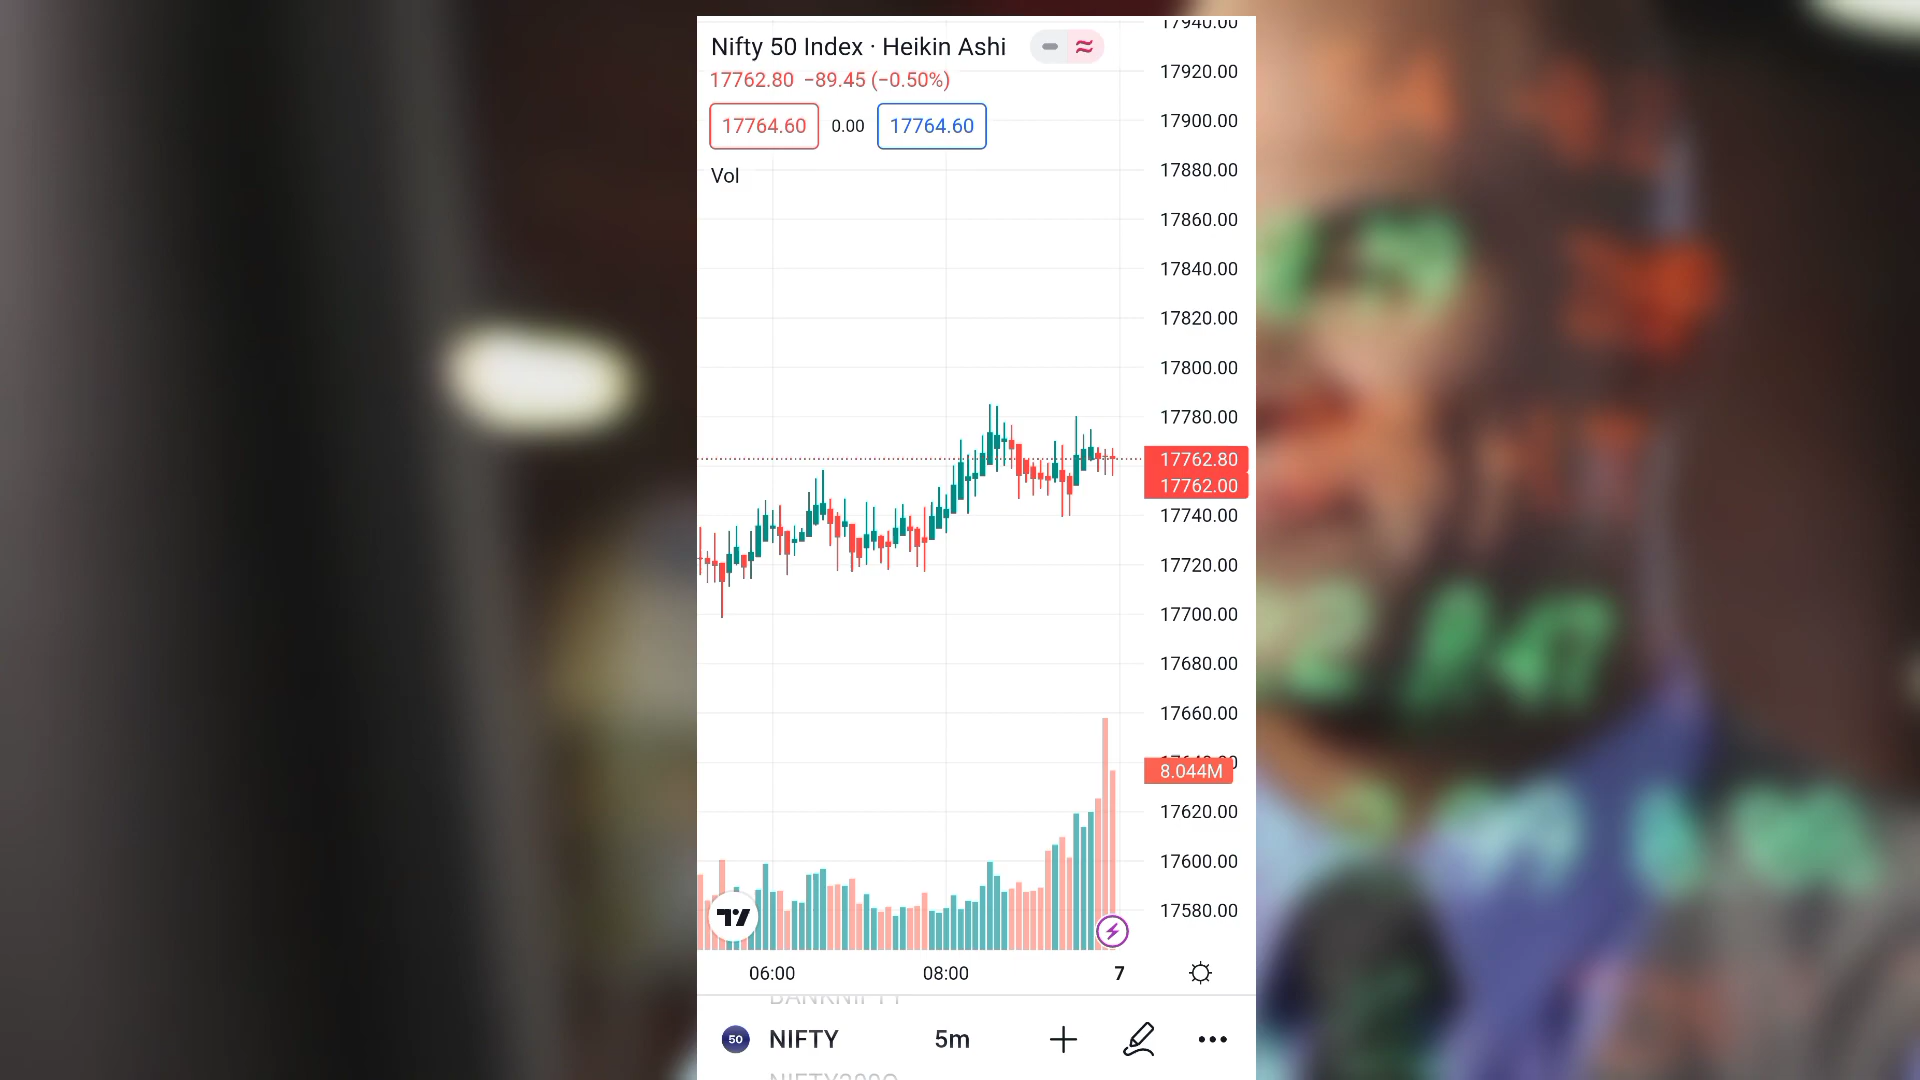 Nifty 50 Index · Heikin Ashi
17762.80 −89.45 (−0.50%)
17764.60 0.00 17764.60
Vol
17940.00
17920.00
17900.00
17880.00
17860.00
17840.00
17820.00
17800.00
17780.00
17762.80
17762.00
17740.00
17720.00
17700.00
17680.00
17660.00
8.044M
17620.00
17600.00
17580.00
06:00 08:00 7
BANKNIFTY
50 NIFTY 5m